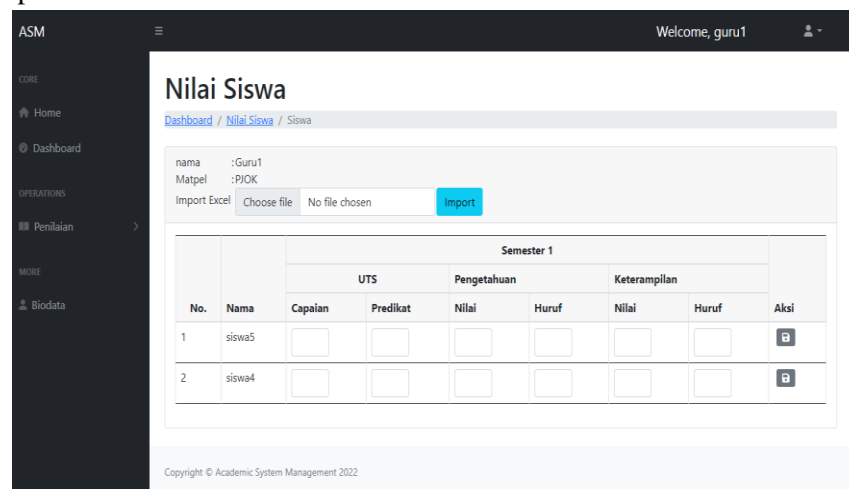 ASM Welcome, guru1
CORE
Home
Dashboard
OPERATIONS
Penilaian
MORE
Biodata
Nilai Siswa
Dashboard / Nilai Siswa / Siswa
nama :Guru1
Matpel :PJOK
Import Excel Choose file No file chosen Import
Semester 1
UTS Pengetahuan Keterampilan
No. Nama Capaian Predikat Nilai Huruf Nilai Huruf Aksi
1 siswa5
2 siswa4
Copyright © Academic System Management 2022